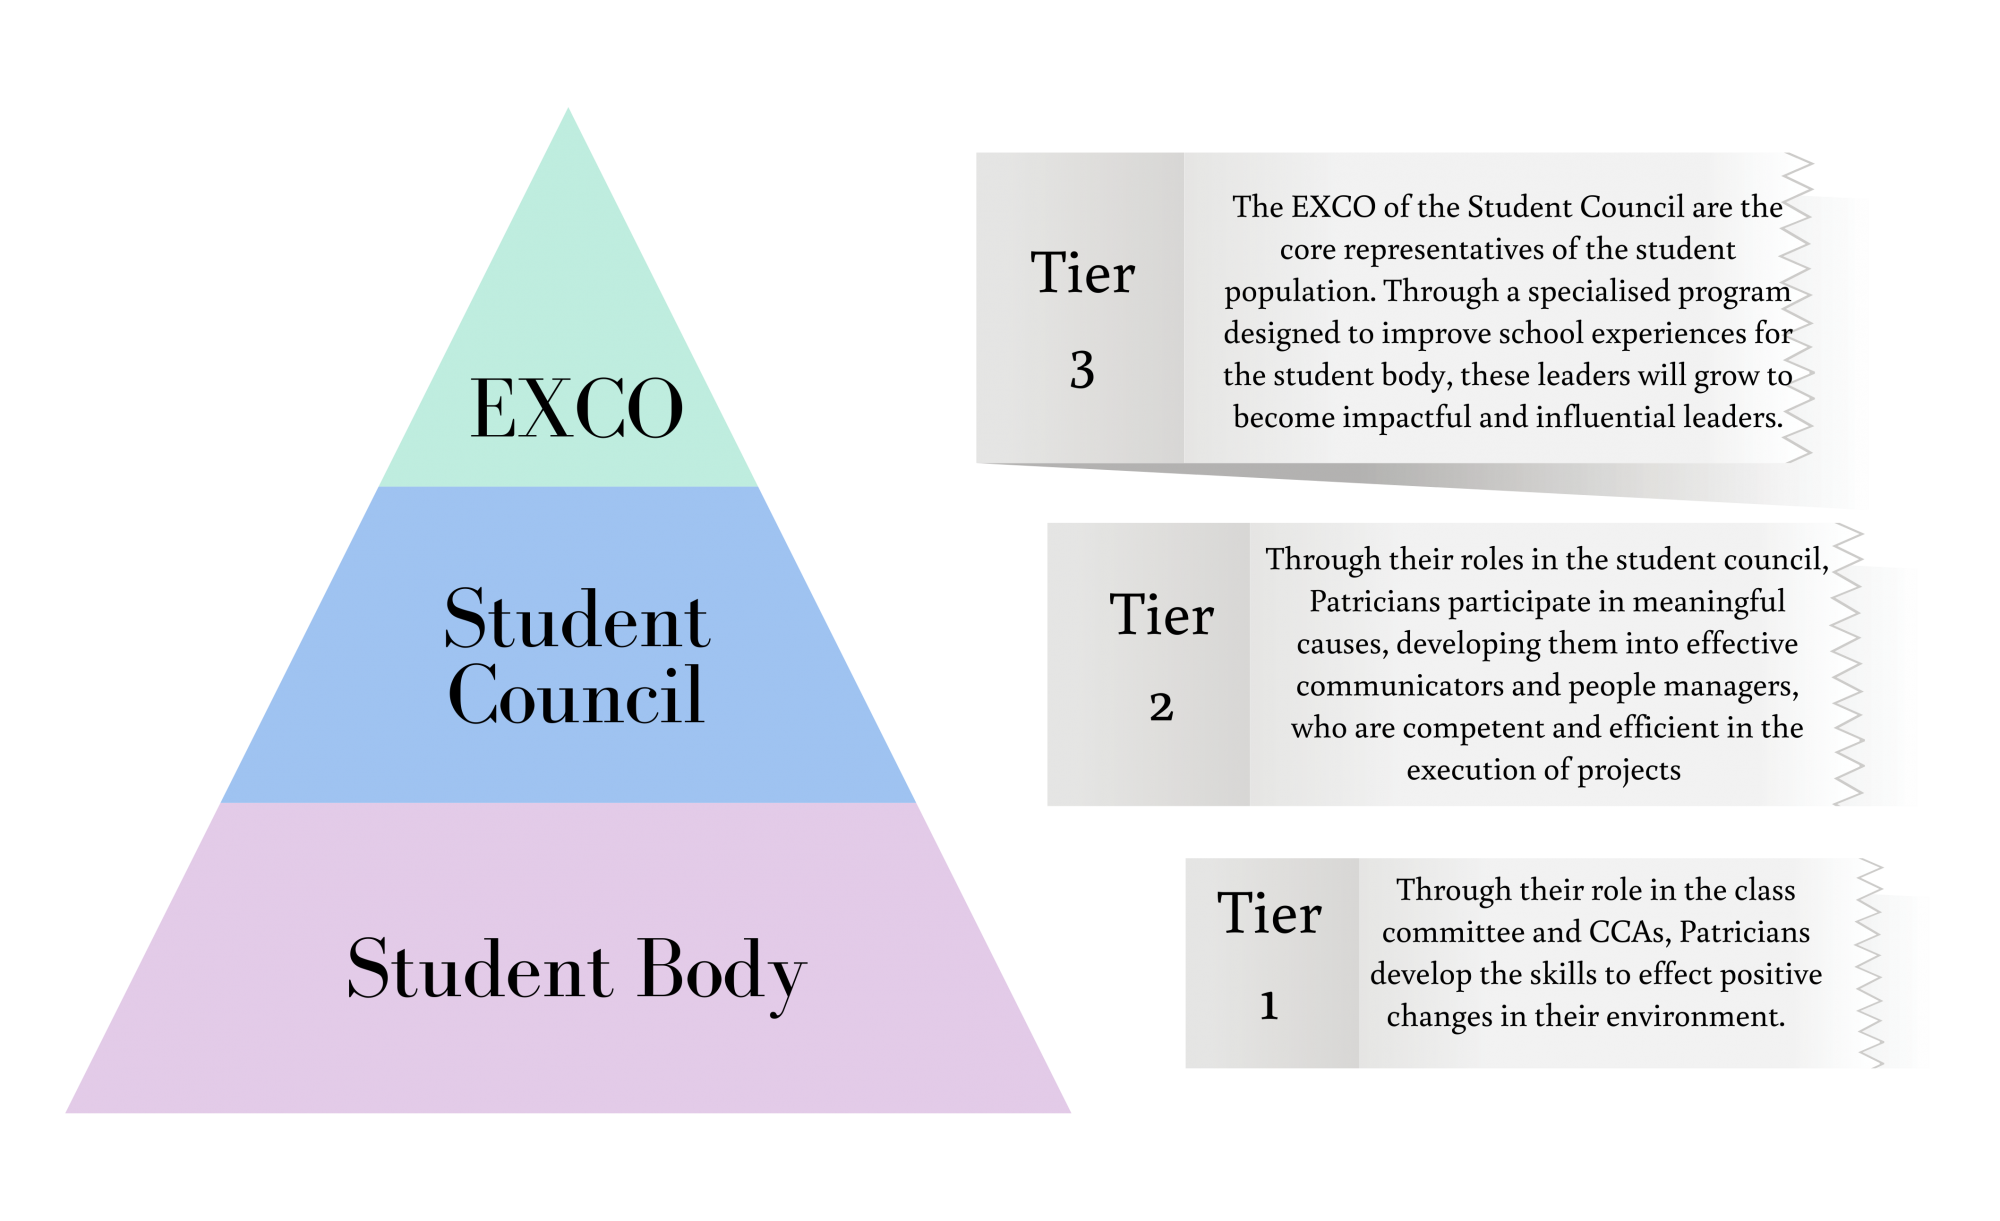 EXCO
Student
Council
Student Body
Tier
3
The EXCO of the Student Council are the
core representatives of the student
population. Through a specialised program
designed to improve school experiences for
the student body, these leaders will grow to
become impactful and influential leaders.
Tier
2
Through their roles in the student council,
Patricians participate in meaningful
causes, developing them into effective
communicators and people managers,
who are competent and efficient in the
execution of projects
Tier
1
Through their role in the class
committee and CCAs, Patricians
develop the skills to effect positive
changes in their environment.